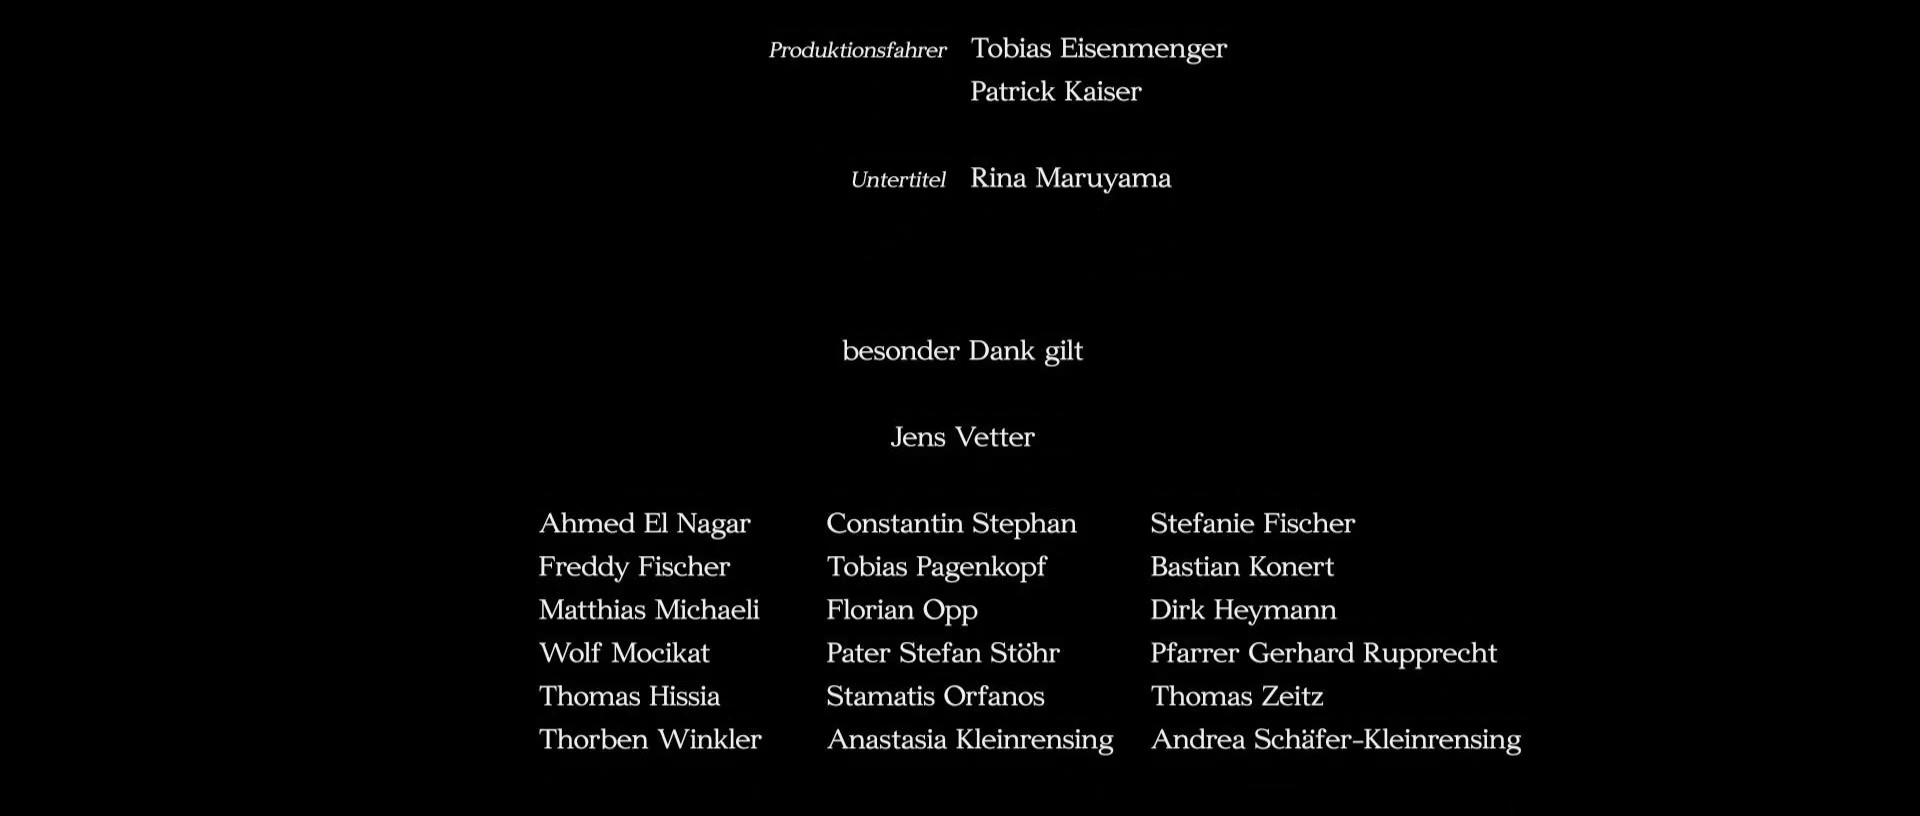 Produktionsfahrer Tobias Eisenmenger
Patrick Kaiser
Untertitel Rina Maruyama
besonder Dank gilt
Jens Vetter
Ahmed El Nagar Constantin Stephan Stefanie Fischer
Freddy Fischer Tobias Pagenkopf Bastian Konert
Matthias Michaeli Florian Opp Dirk Heymann
Wolf Mocikat Pater Stefan Stöhr Pfarrer Gerhard Rupprecht
Thomas Hissia Stamatis Orfanos Thomas Zeitz
Thorben Winkler Anastasia Kleinrensing Andrea Schäfer-Kleinrensing